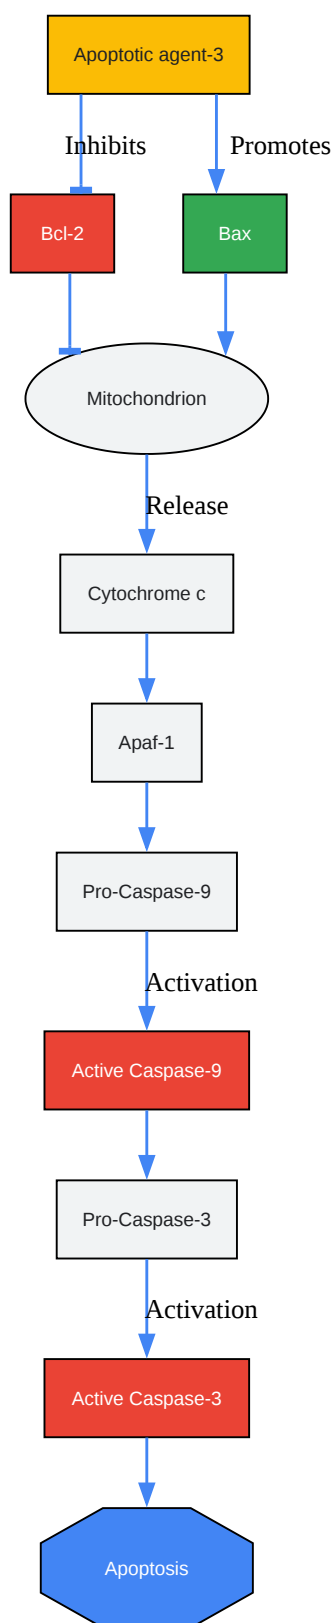 Apoptotic agent-3
Inhibits
Promotes
Bcl-2
Bax
Mitochondrion
Release
Cytochrome c
Apaf-1
Pro-Caspase-9
Activation
Active Caspase-9
Pro-Caspase-3
Activation
Active Caspase-3
Apoptosis